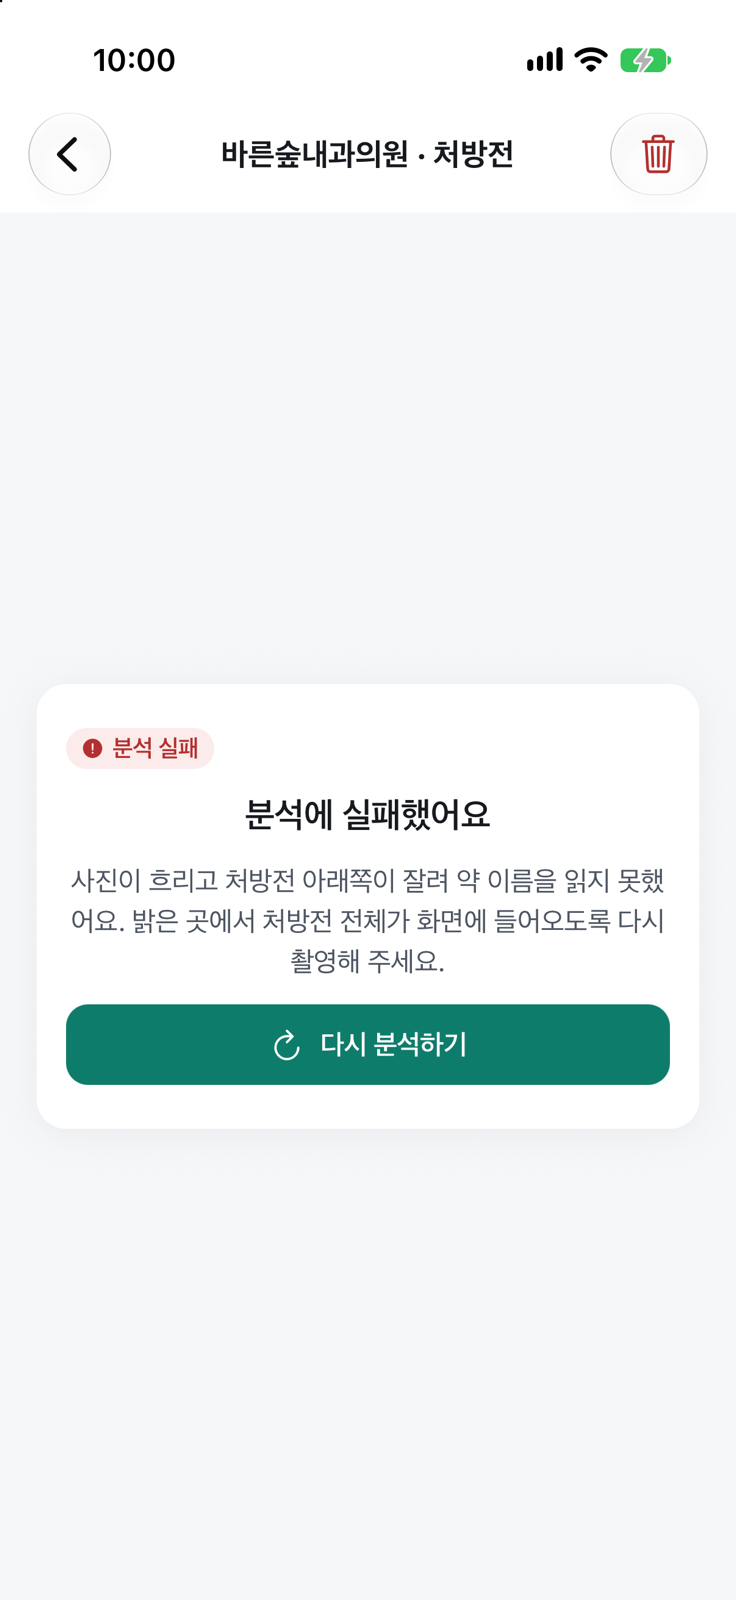 10:00
바른숲내과의원 · 처방전
분석 실패
분석에 실패했어요
사진이 흐리고 처방전 아래쪽이 잘려 약 이름을 읽지 못했
어요. 밝은 곳에서 처방전 전체가 화면에 들어오도록 다시
촬영해 주세요.
다시 분석하기